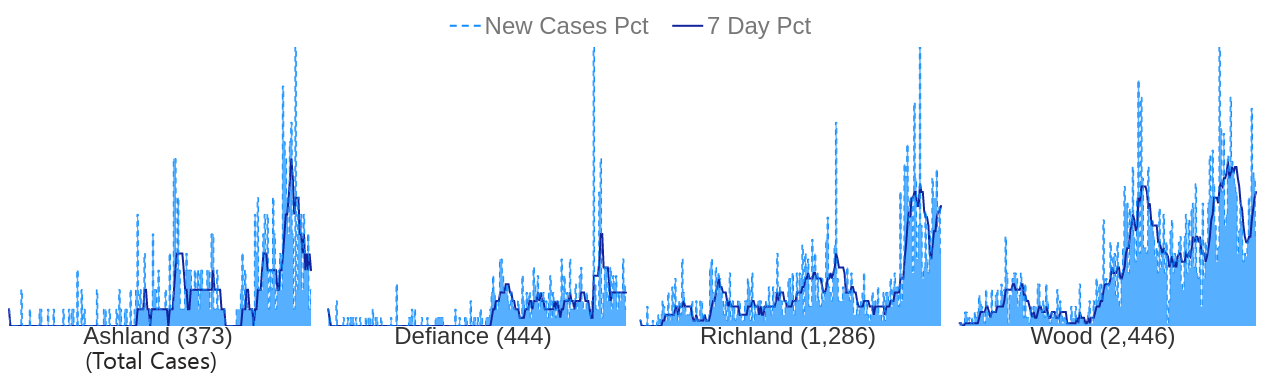 New Cases Pct 7 Day Pct
Ashland (373) Defiance (444) Richland (1,286) Wood (2,446)
(Total Cases)